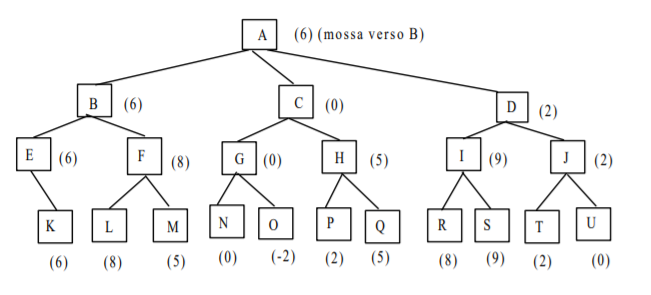 A (6) (mossa verso B)
B (6) C (0) D (2)
E (6) F (8) G (0) H (5) I (9) J (2)
K L M N O P Q R S T U
(6) (8) (5) (0) (-2) (2) (5) (8) (9) (2) (0)